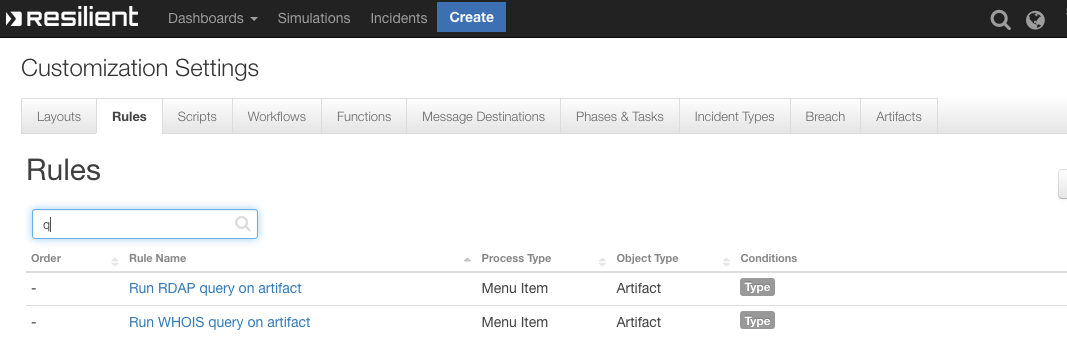 resilient Dashboards Simulations Incidents Create
Customization Settings
Layouts Rules Scripts Workflows Functions Message Destinations Phases & Tasks Incident Types Breach Artifacts
Rules
q
Order Rule Name Process Type Object Type Conditions
- Run RDAP query on artifact Menu Item Artifact Type
- Run WHOIS query on artifact Menu Item Artifact Type